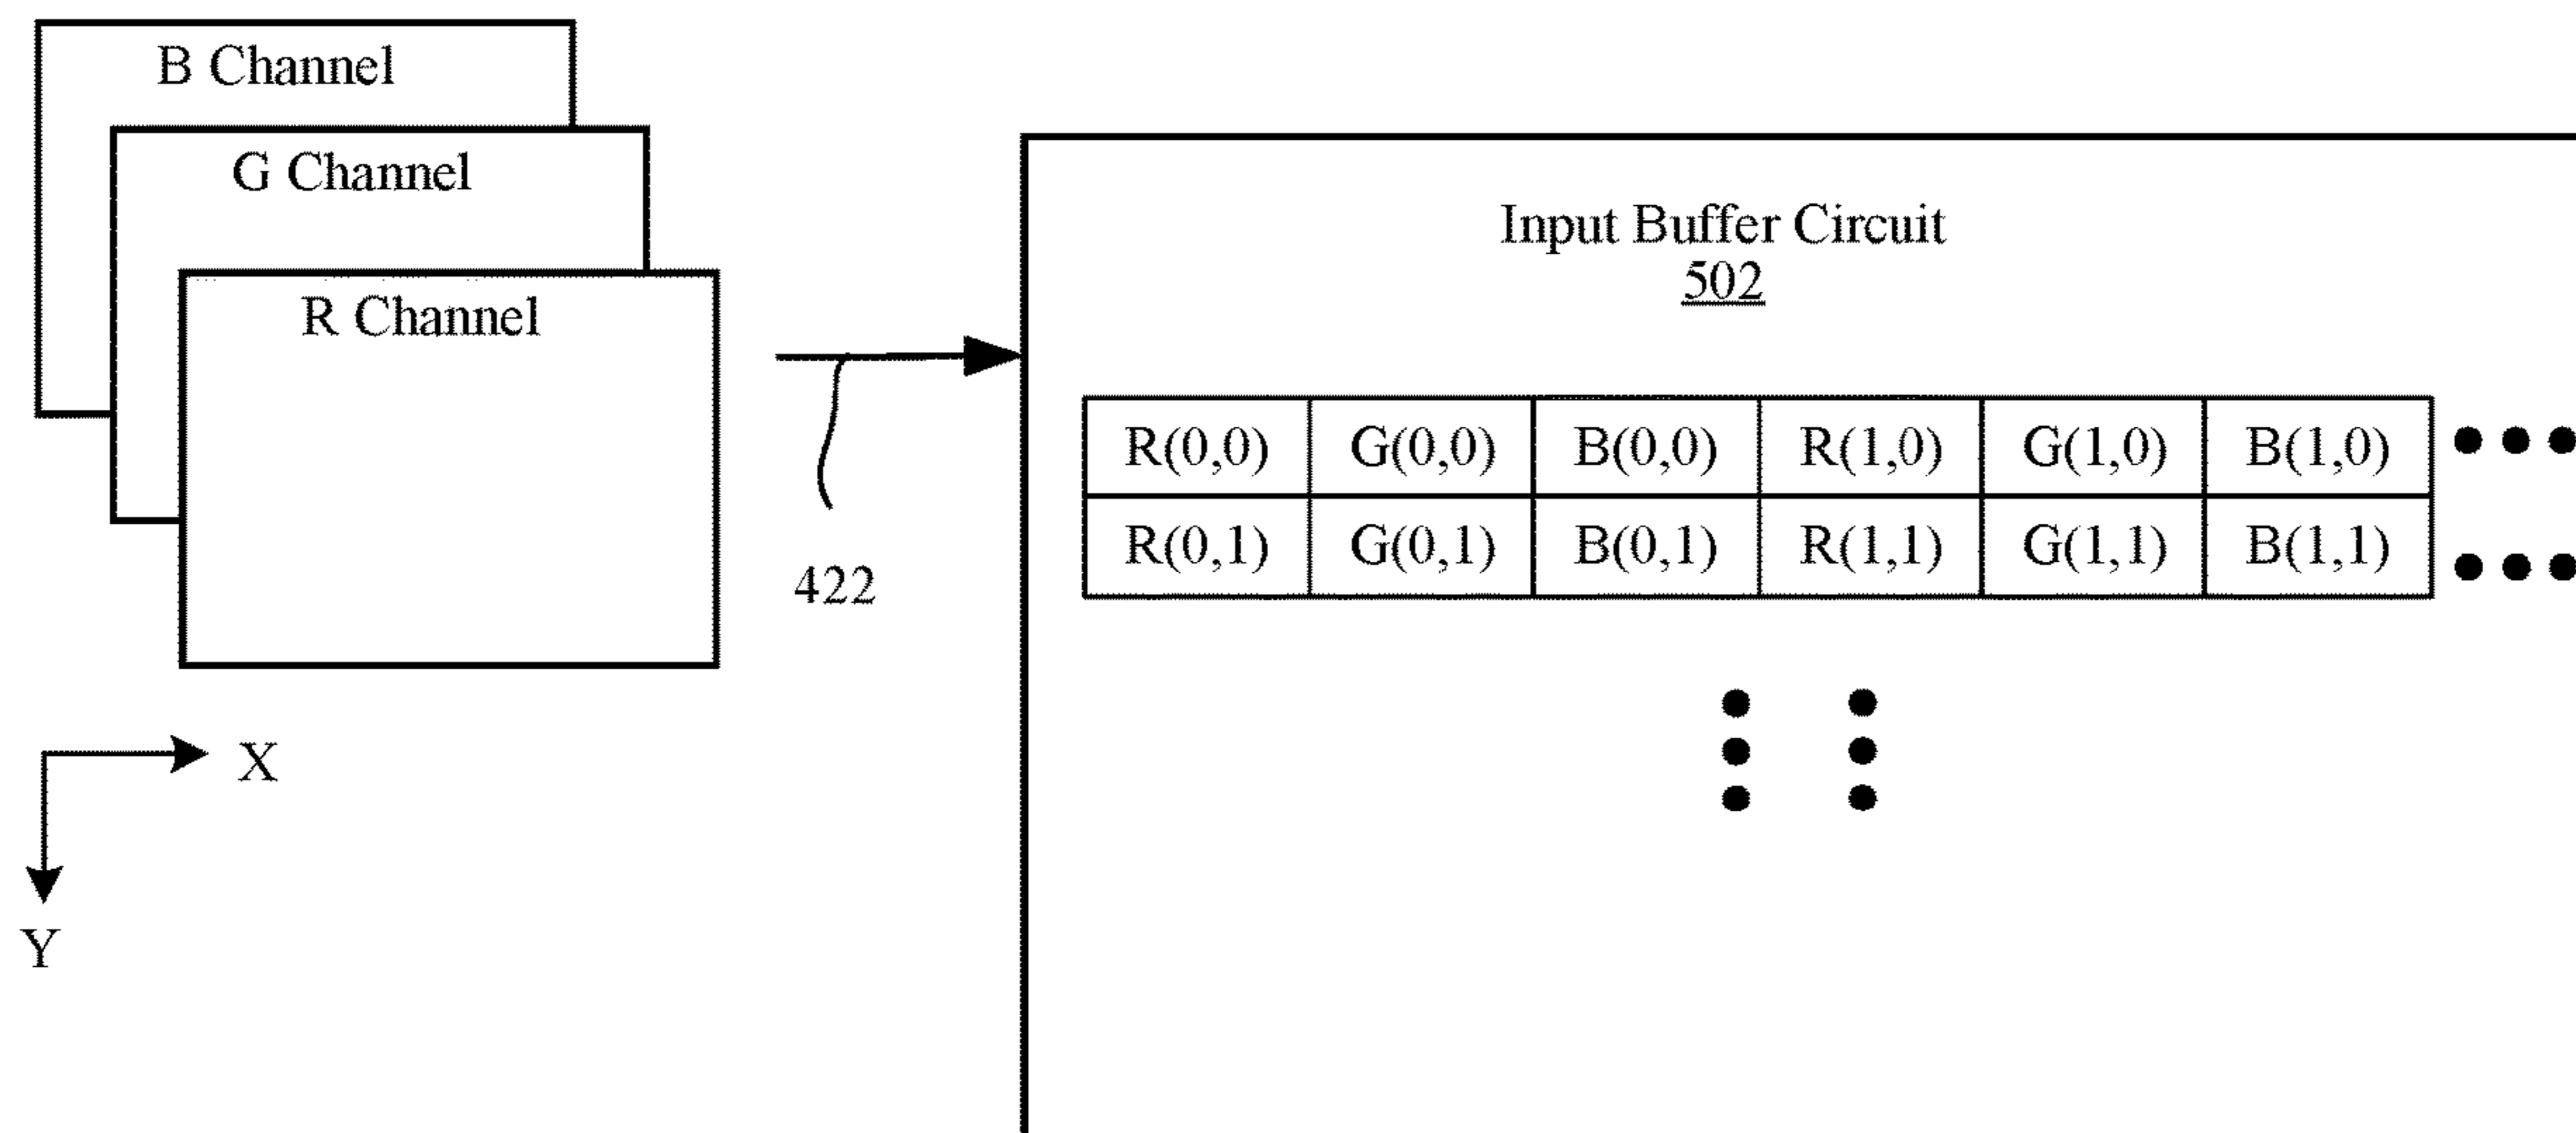 B Channel
G Channel
R Channel
422
X
Y
Input Buffer Circuit
502
R(0,0) G(0,0) B(0,0) R(1,0) G(1,0) B(1,0)
R(0,1) G(0,1) B(0,1) R(1,1) G(1,1) B(1,1)